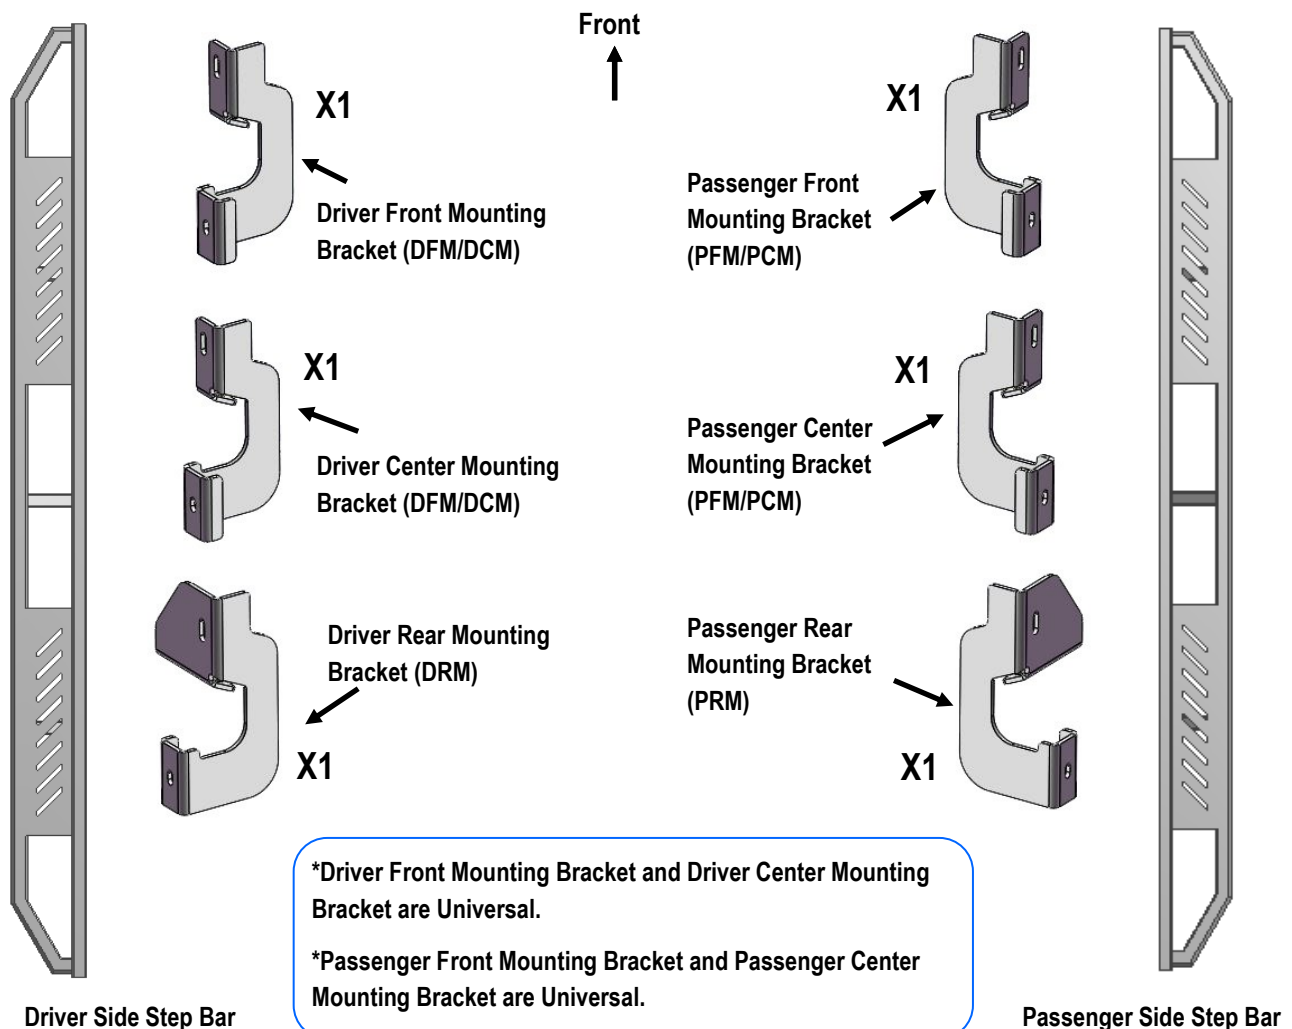 Front
X1
Driver Front Mounting
Bracket (DFM/DCM)
X1
Passenger Front
Mounting Bracket
(PFM/PCM)
X1
Driver Center Mounting
Bracket (DFM/DCM)
X1
Passenger Center
Mounting Bracket
(PFM/PCM)
Driver Rear Mounting
Bracket (DRM)
X1
Passenger Rear
Mounting Bracket
(PRM)
X1
*Driver Front Mounting Bracket and Driver Center Mounting
Bracket are Universal.
*Passenger Front Mounting Bracket and Passenger Center
Mounting Bracket are Universal.
Driver Side Step Bar
Passenger Side Step Bar